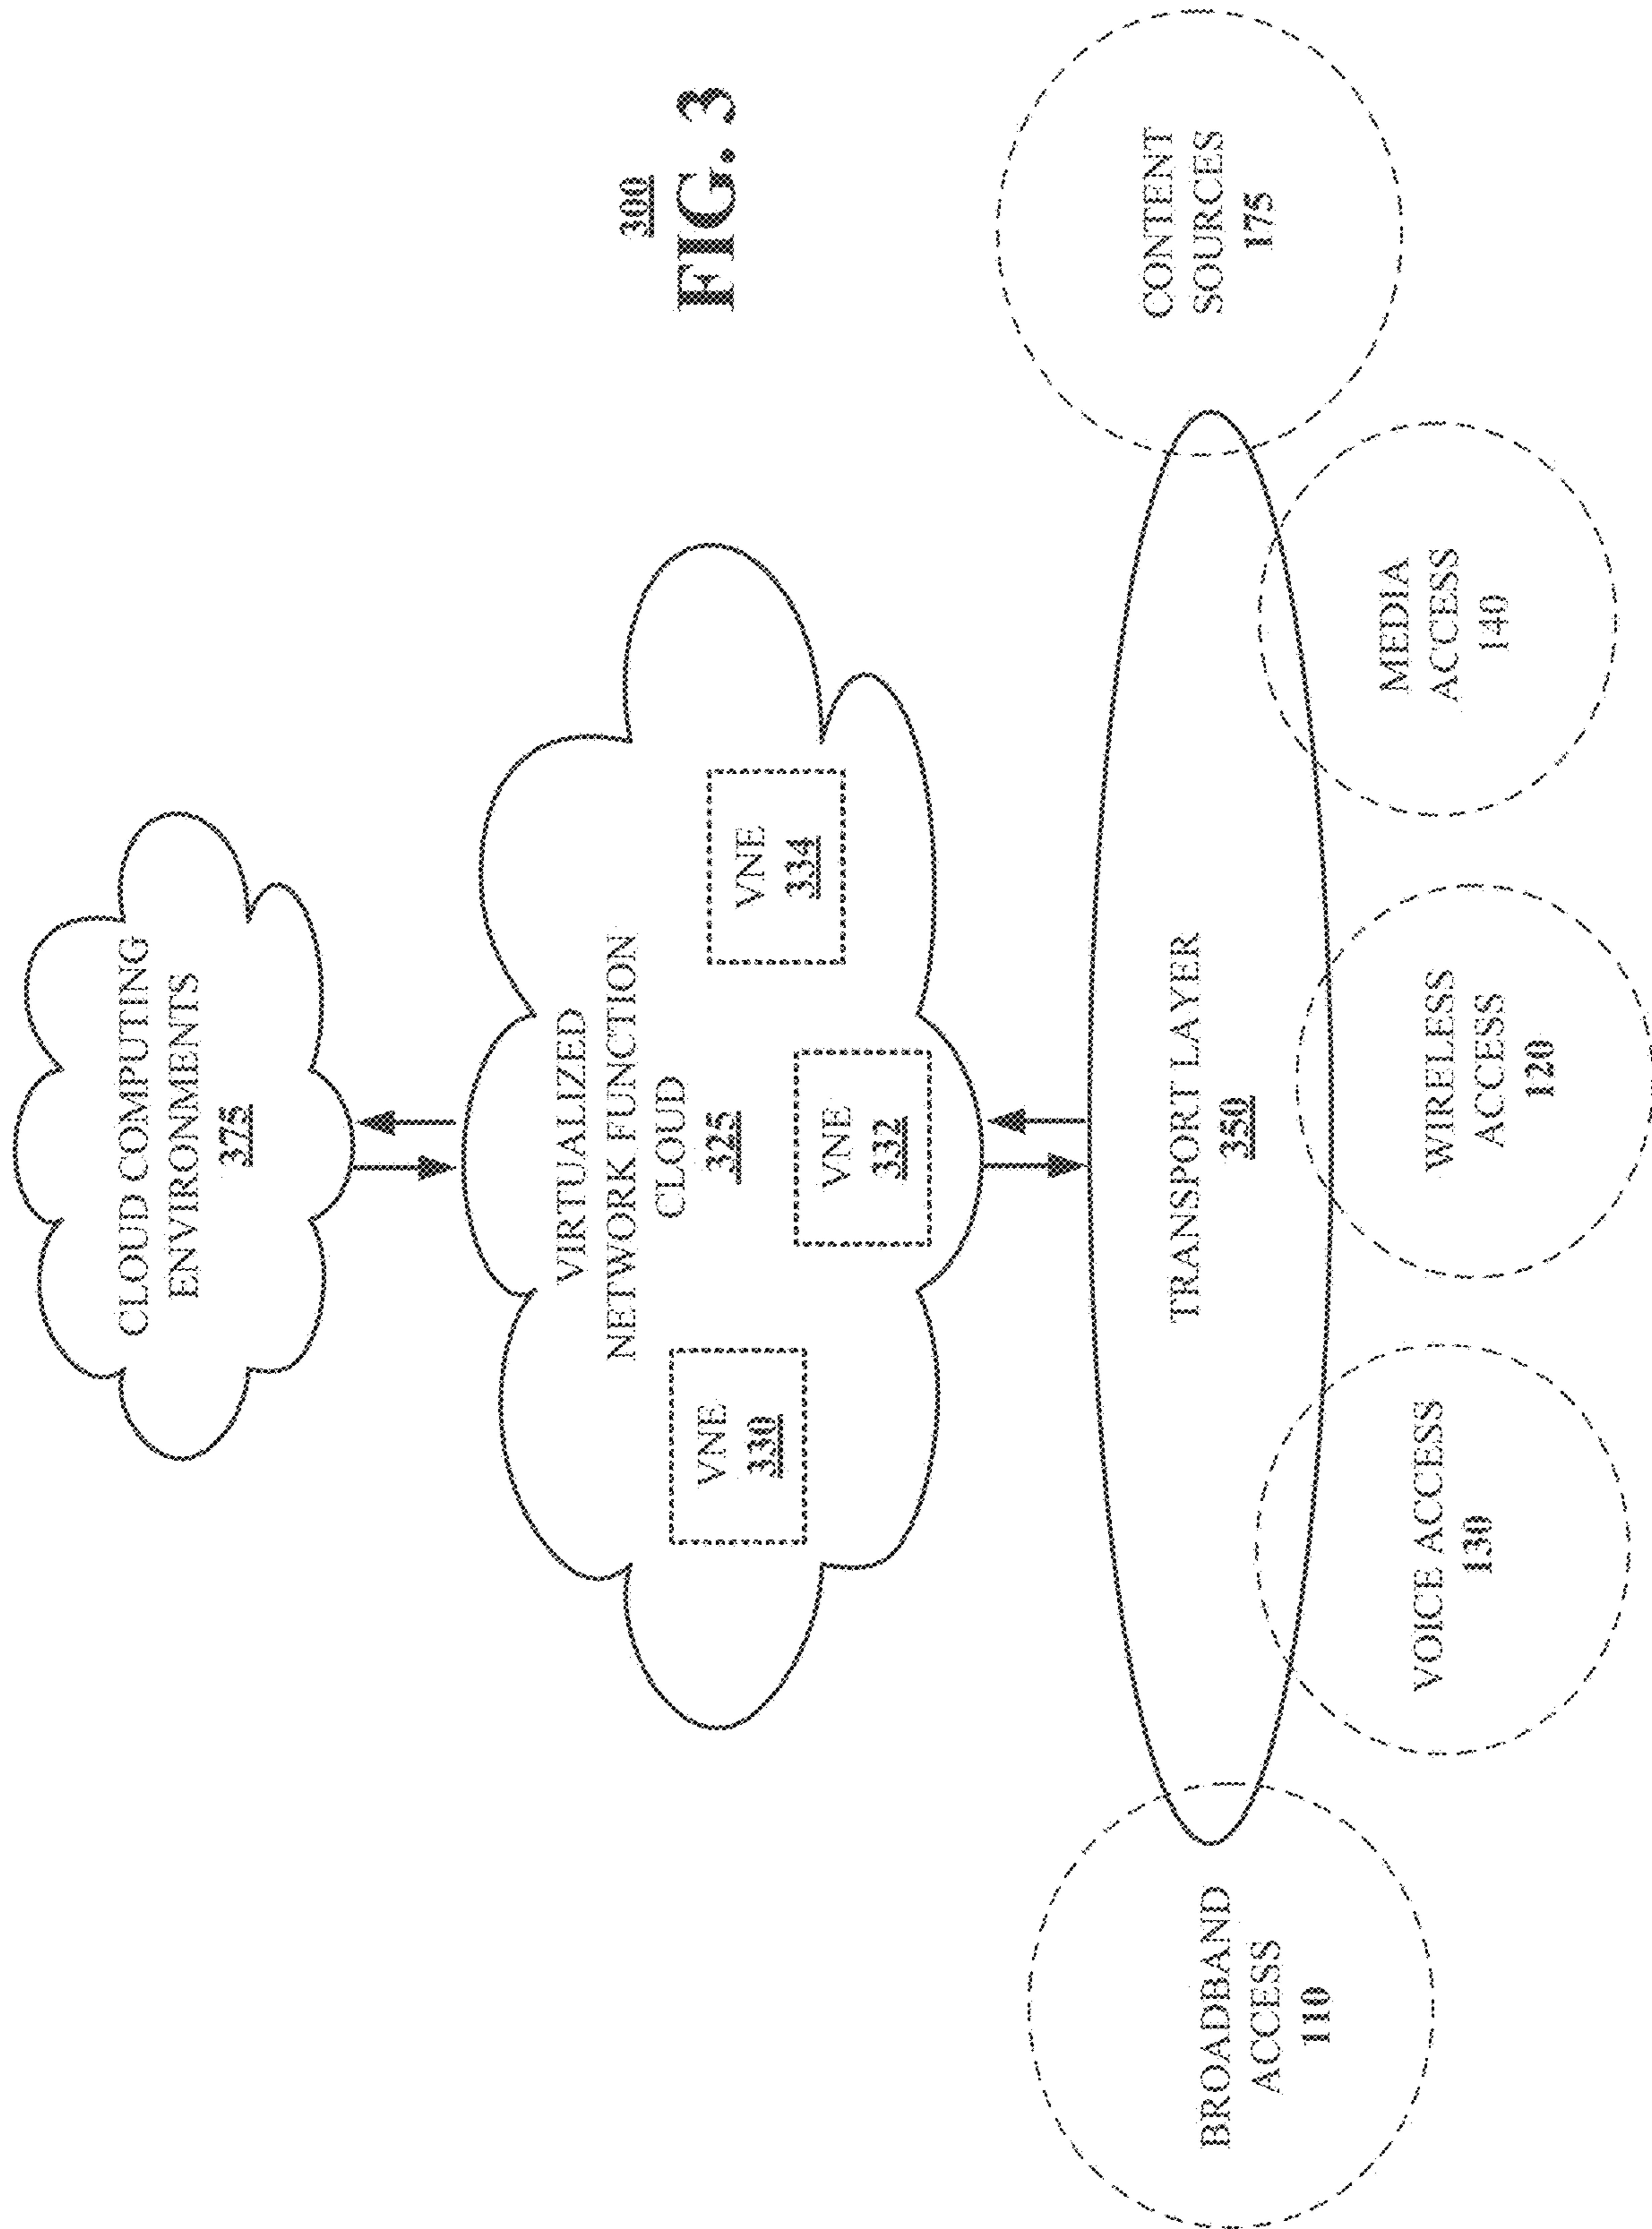 CLOUD COMPUTING
ENVIRONMENTS
375
VIRTUALIZED
NETWORK FUNCTION
CLOUD
325
VNE
330
VNE
332
VNE
334
300
FIG. 3
TRANSPORT LAYER
350
BROADBAND
ACCESS
110
VOICE ACCESS
130
WIRELESS
ACCESS
120
MEDIA
ACCESS
140
CONTENT
SOURCES
175